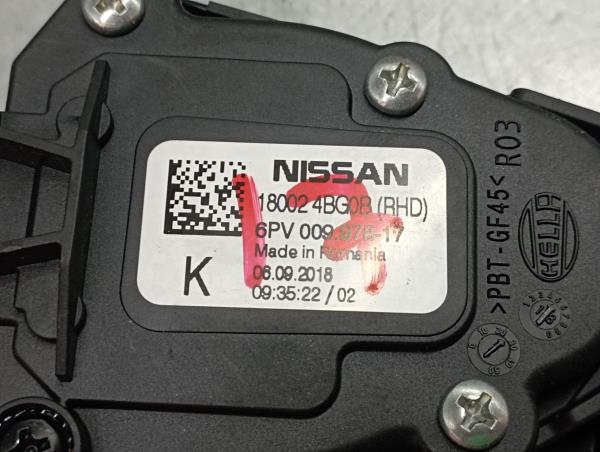 NISSAN
18002 4BG0B (RHD)
6PV 009.978-17
Made in Romania
K
06.09.2018
09:35:22 / 02
17
>PBT-GF45< R03
HELLA